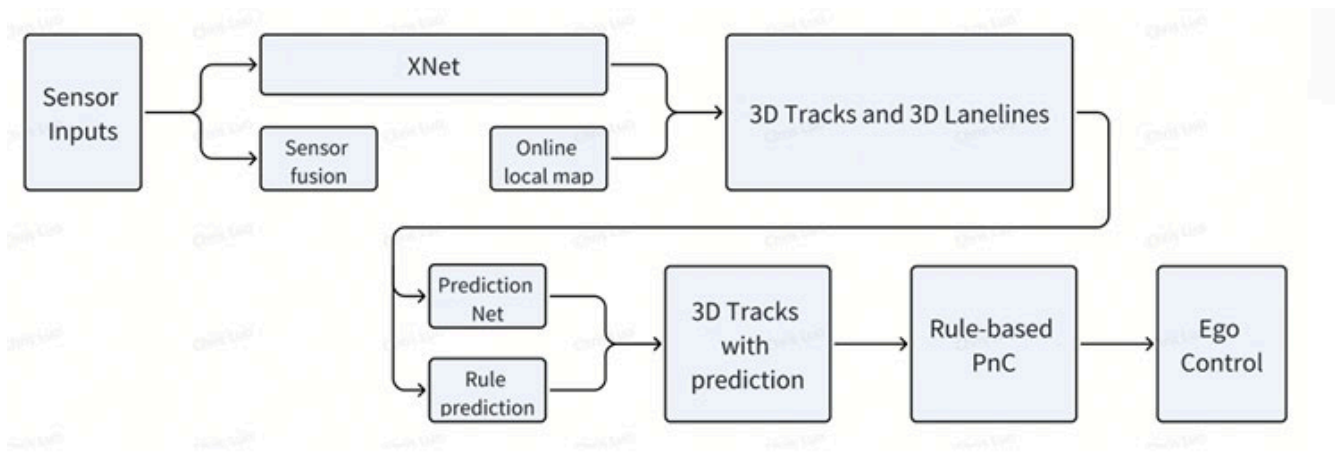 Sensor
Inputs
XNet
Sensor
fusion
Online
local map
3D Tracks and 3D Lanelines
Prediction
Net
Rule
prediction
3D Tracks
with
prediction
Rule-based
PnC
Ego
Control